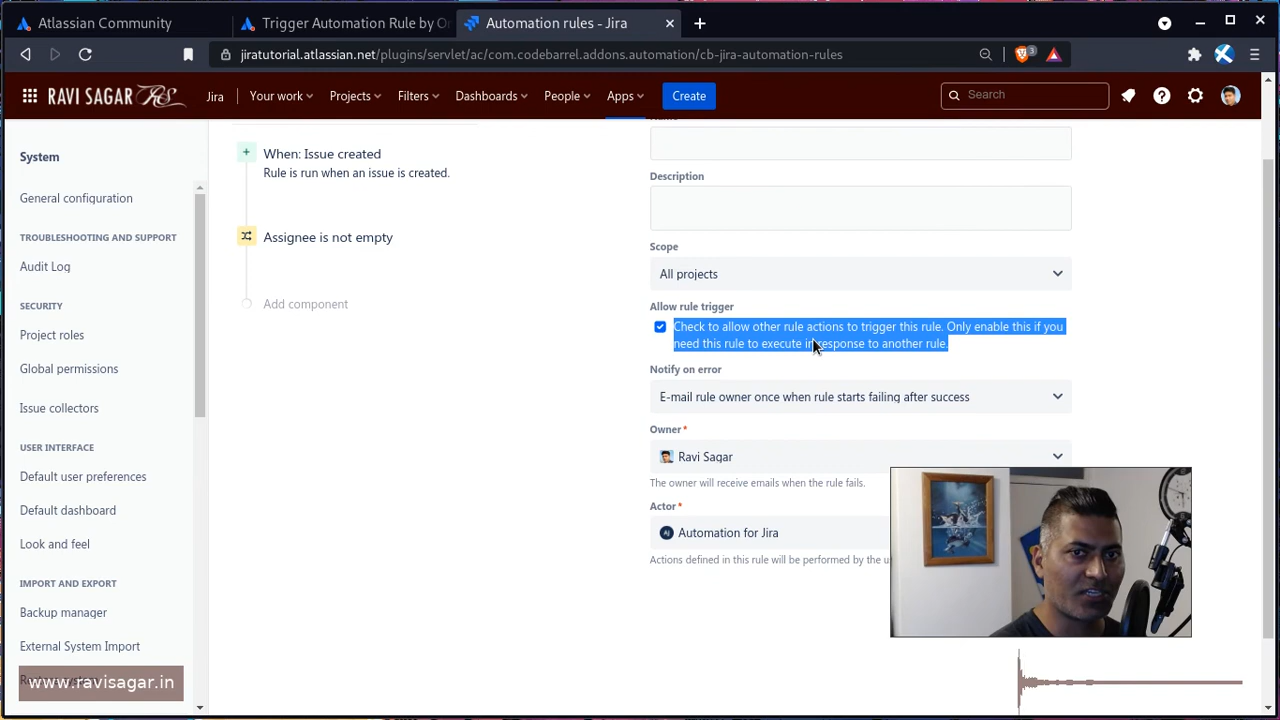 Atlassian Community
Trigger Automation Rule by Or
Automation rules - Jira
jiratutorial.atlassian.net/plugins/servlet/ac/com.codebarrel.addons.automation/cb-jira-automation-rules
3
RAVI SAGAR RS
Jira
Your work
Projects
Filters
Dashboards
People
Apps
Create
Search
System
General configuration
TROUBLESHOOTING AND SUPPORT
Audit Log
SECURITY
Project roles
Global permissions
Issue collectors
USER INTERFACE
Default user preferences
Default dashboard
Look and feel
IMPORT AND EXPORT
Backup manager
External System Import
www.ravisagar.in
When: Issue created
Rule is run when an issue is created.
Assignee is not empty
Add component
Name
Description
Scope
All projects
Allow rule trigger
Check to allow other rule actions to trigger this rule. Only enable this if you
need this rule to execute in response to another rule.
Notify on error
E-mail rule owner once when rule starts failing after success
Owner*
Ravi Sagar
The owner will receive emails when the rule fails.
Actor*
Automation for Jira
Actions defined in this rule will be performed by the u